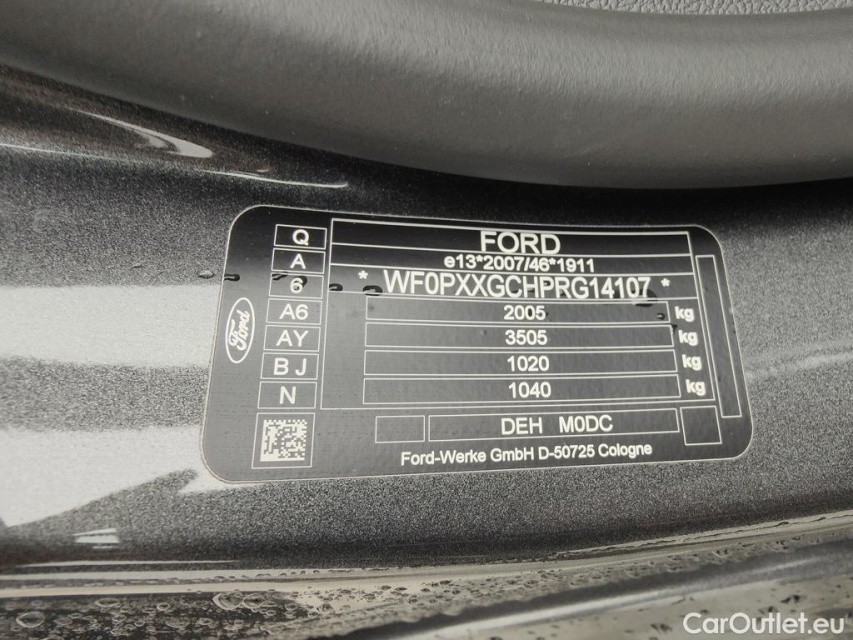 Q
A
6
A6
AY
BJ
N
Ford
FORD
e13*2007/46*1911
* WF0PXXGCHPRG14107 *
2005 kg
3505 kg
1020 kg
1040 kg
DEH M0DC
Ford-Werke GmbH D-50725 Cologne
CarOutlet.eu